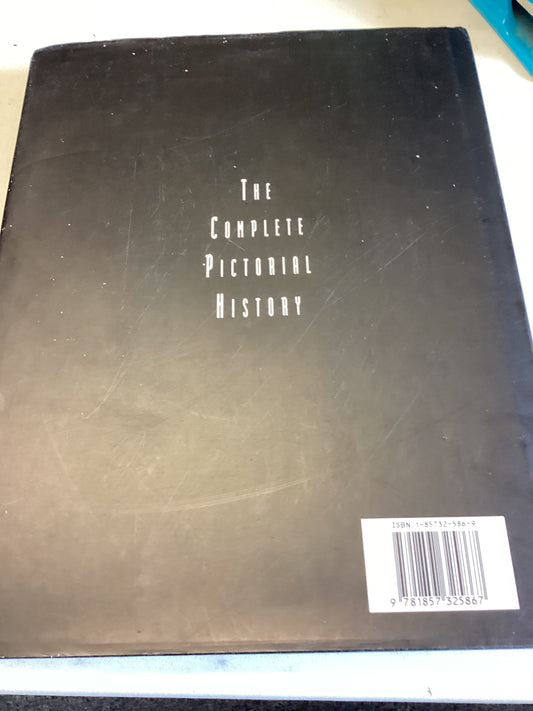 THE
COMPLETE
PICTORIAL
HISTORY
ISBN 1-85732-586-9
9 781857 325867